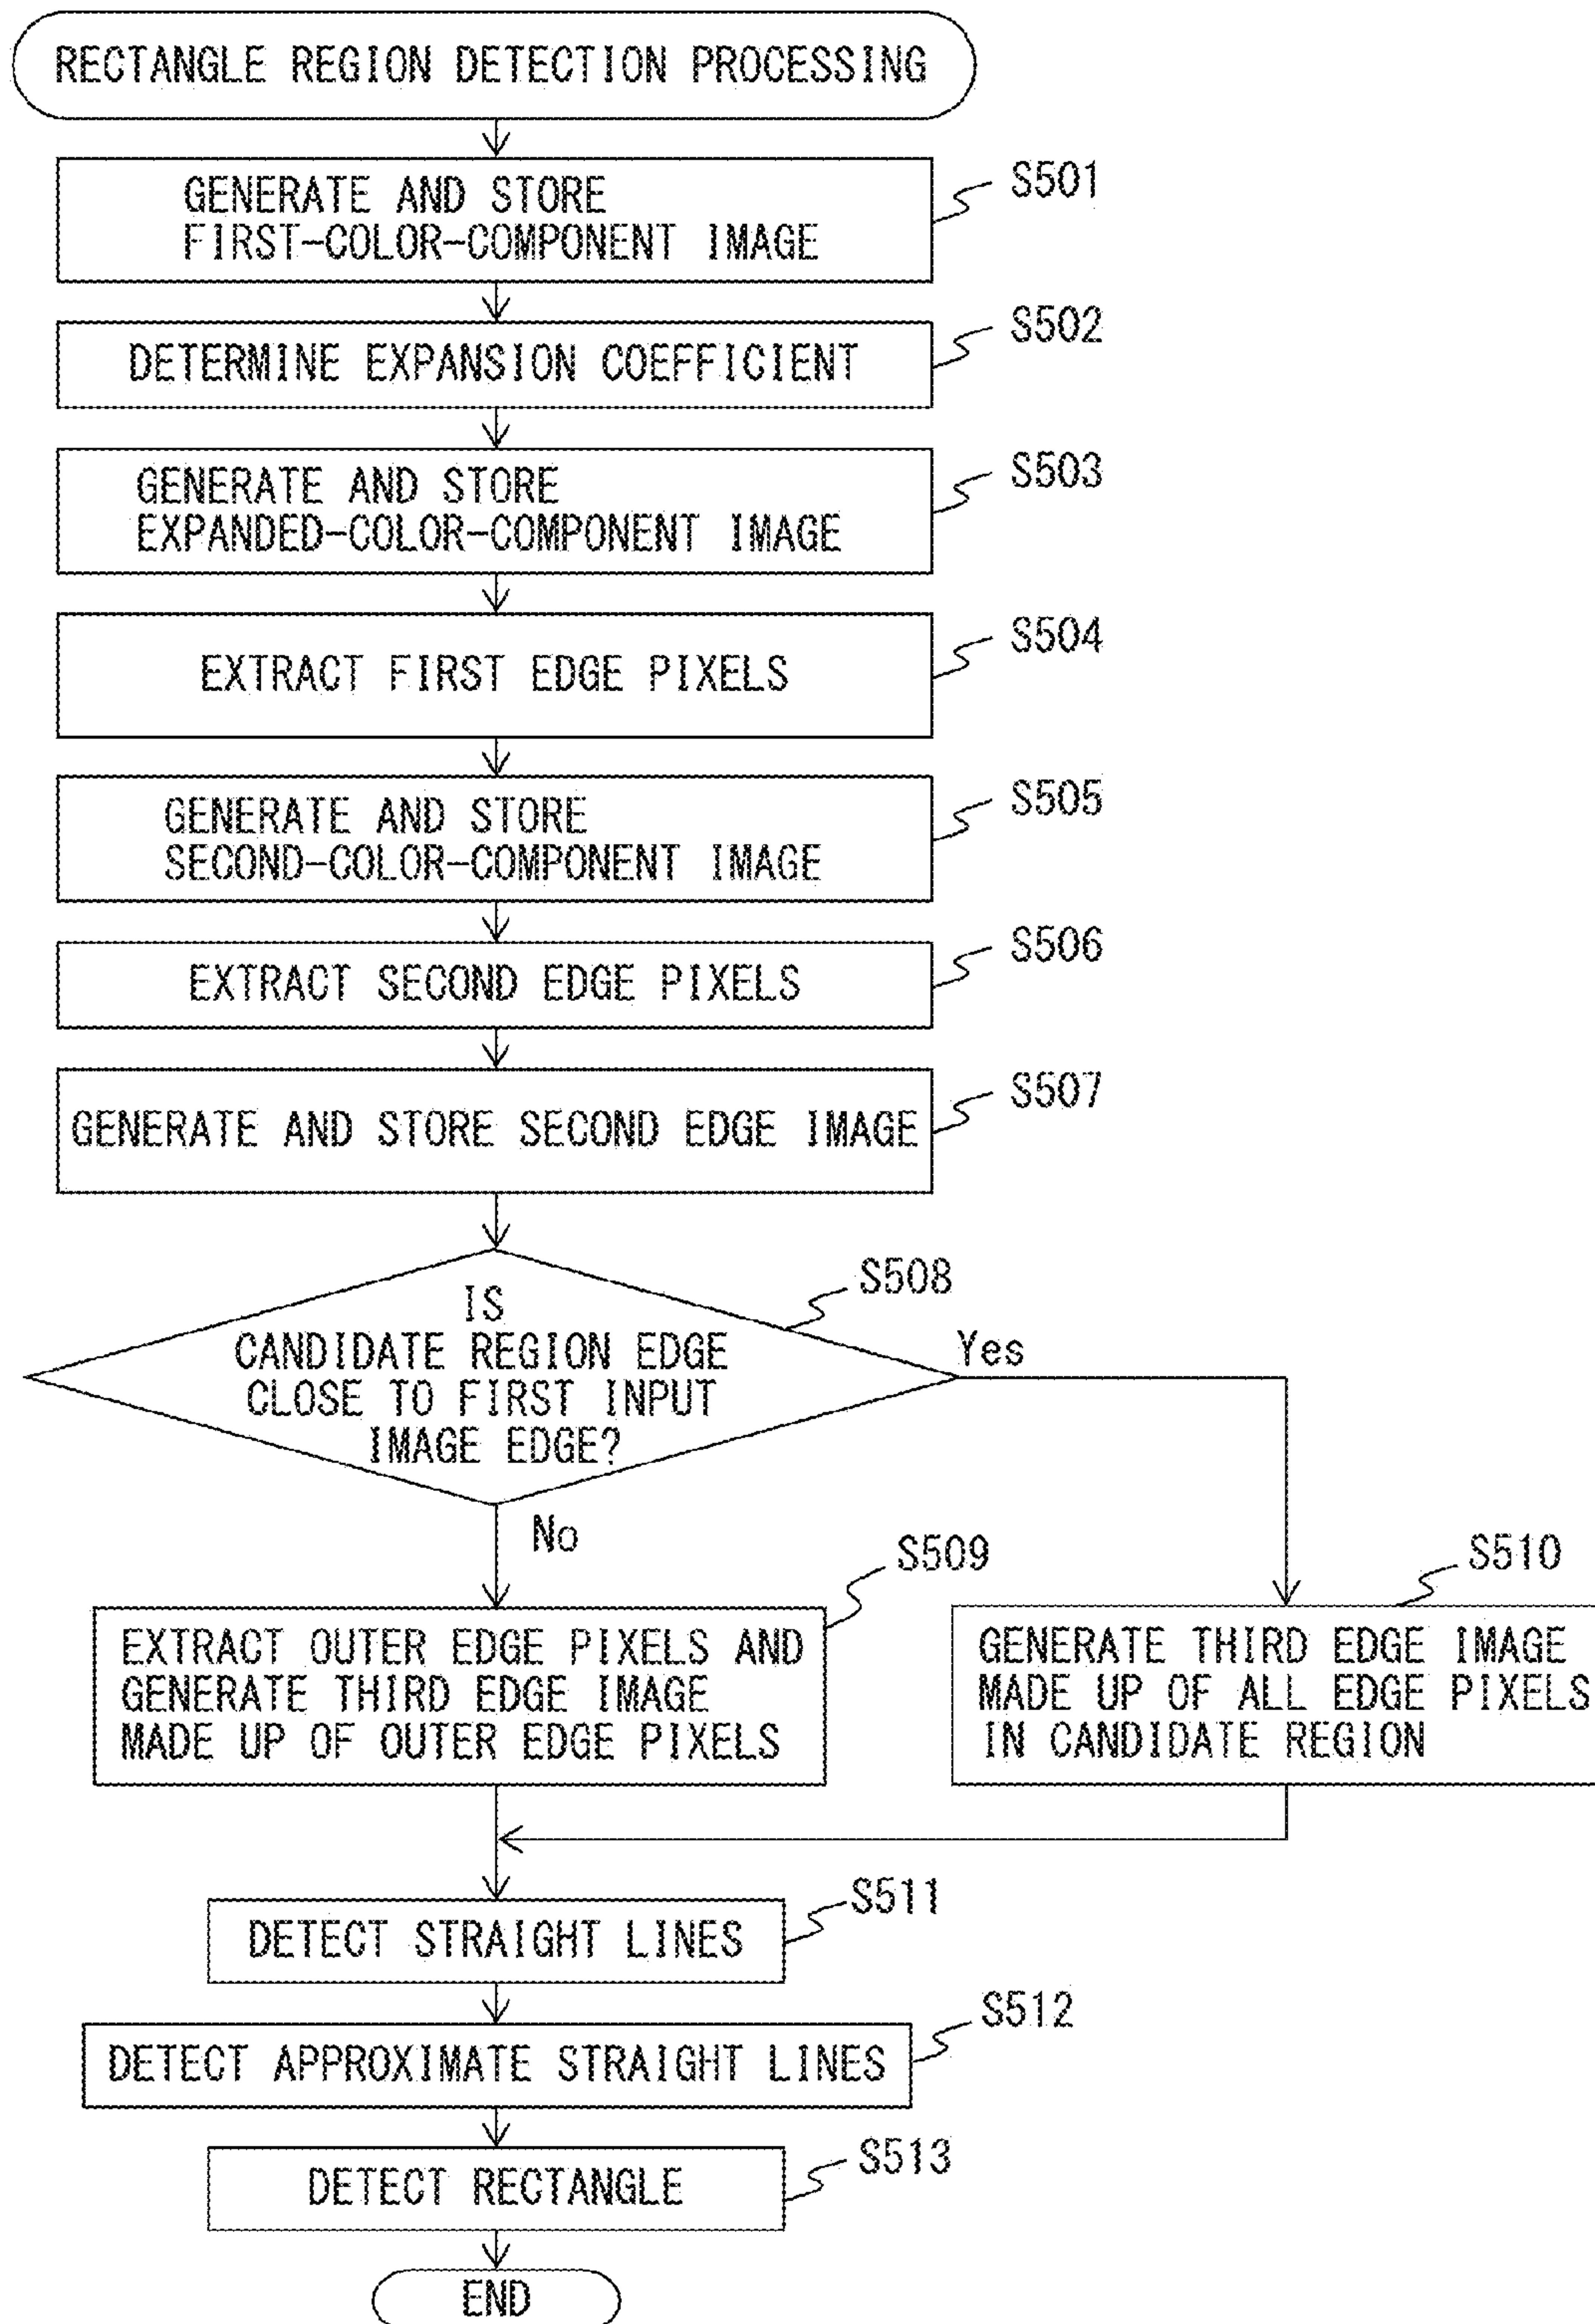 RECTANGLE REGION DETECTION PROCESSING
GENERATE AND STORE
FIRST-COLOR-COMPONENT IMAGE
S501
DETERMINE EXPANSION COEFFICIENT
S502
GENERATE AND STORE
EXPANDED-COLOR-COMPONENT IMAGE
S503
EXTRACT FIRST EDGE PIXELS
S504
GENERATE AND STORE
SECOND-COLOR-COMPONENT IMAGE
S505
EXTRACT SECOND EDGE PIXELS
S506
GENERATE AND STORE SECOND EDGE IMAGE
S507
IS
CANDIDATE REGION EDGE
CLOSE TO FIRST INPUT
IMAGE EDGE?
S508
Yes
No
EXTRACT OUTER EDGE PIXELS AND
GENERATE THIRD EDGE IMAGE
MADE UP OF OUTER EDGE PIXELS
S509
GENERATE THIRD EDGE IMAGE
MADE UP OF ALL EDGE PIXELS
IN CANDIDATE REGION
S510
DETECT STRAIGHT LINES
S511
DETECT APPROXIMATE STRAIGHT LINES
S512
DETECT RECTANGLE
S513
END